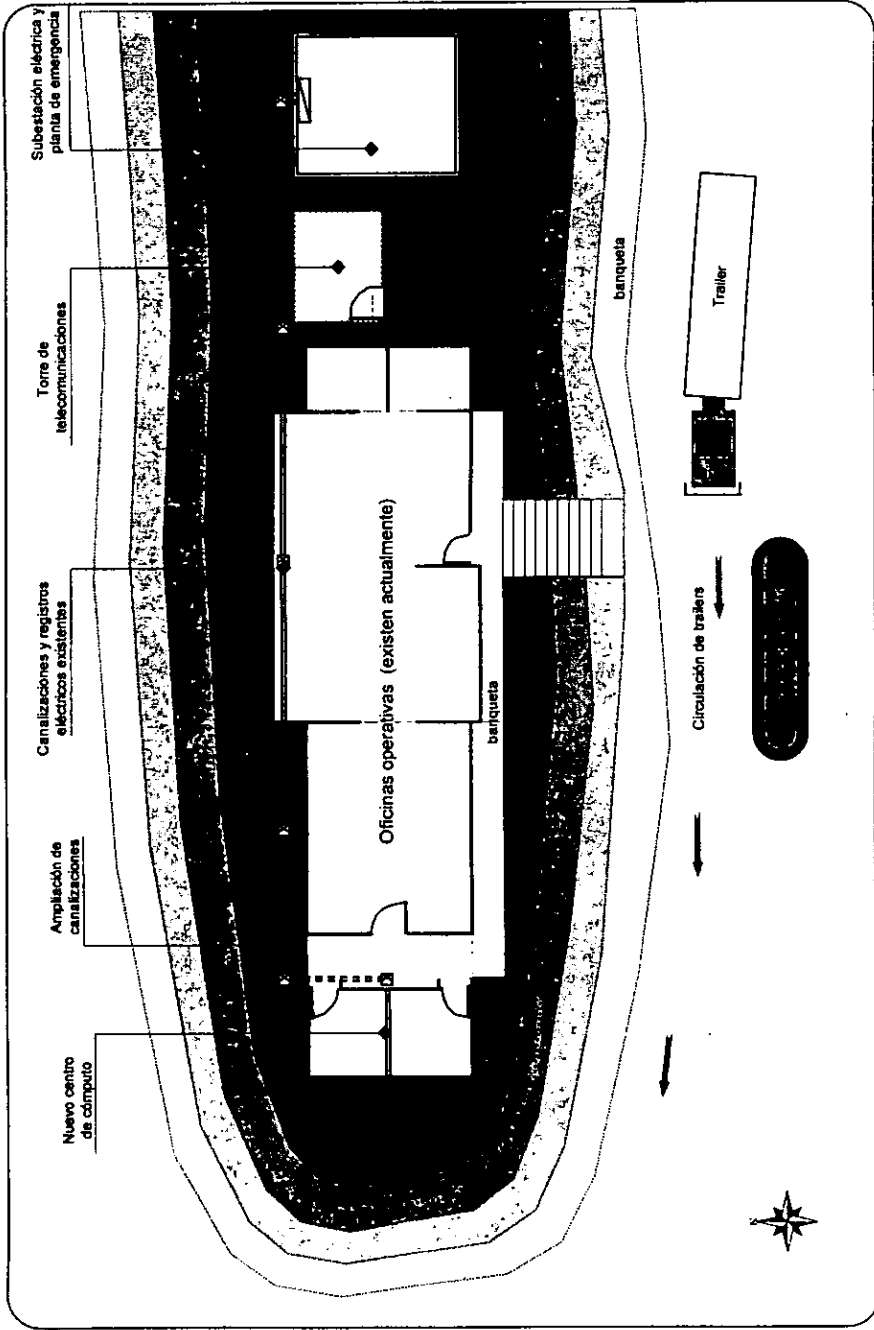 Nuevo centro
de cómputo
Ampliación de
canalizaciones
Canalizaciones y registros
eléctricos existentes
Torre de
telecomunicaciones
Subestación eléctrica y
planta de emergencia
Oficinas operativas (existen actualmente)
banqueta
banqueta
Trailer
Circulación de trailers